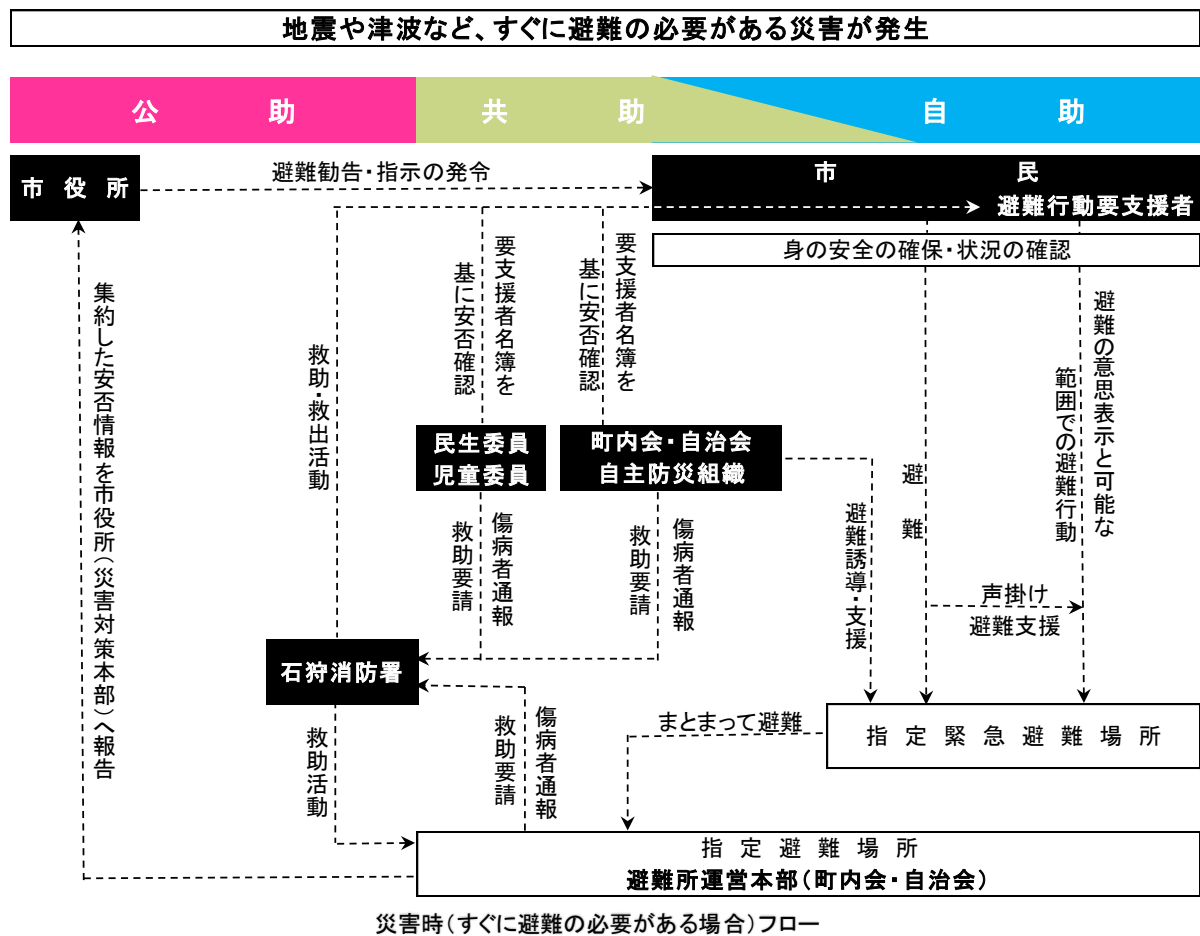 地震や津波など、すぐに避難の必要がある災害が発生
公助
共助
自助
市役所
避難勧告・指示の発令
市民
避難行動要支援者
身の安全の確保・状況の確認
集約した安否情報を市役所（災害対策本部）へ報告
救助・救出活動
要支援者名簿を
基に安否確認
要支援者名簿を
基に安否確認
避難の意思表示と可能な
範囲での避難行動
民生委員
児童委員
町内会・自治会
自主防災組織
避難
避難誘導・支援
傷病者通報
救助要請
傷病者通報
救助要請
声掛け
避難支援
石狩消防署
救助活動
傷病者通報
救助要請
まとまって避難
指定緊急避難場所
指定避難場所
避難所運営本部（町内会・自治会）
災害時（すぐに避難の必要がある場合）フロー